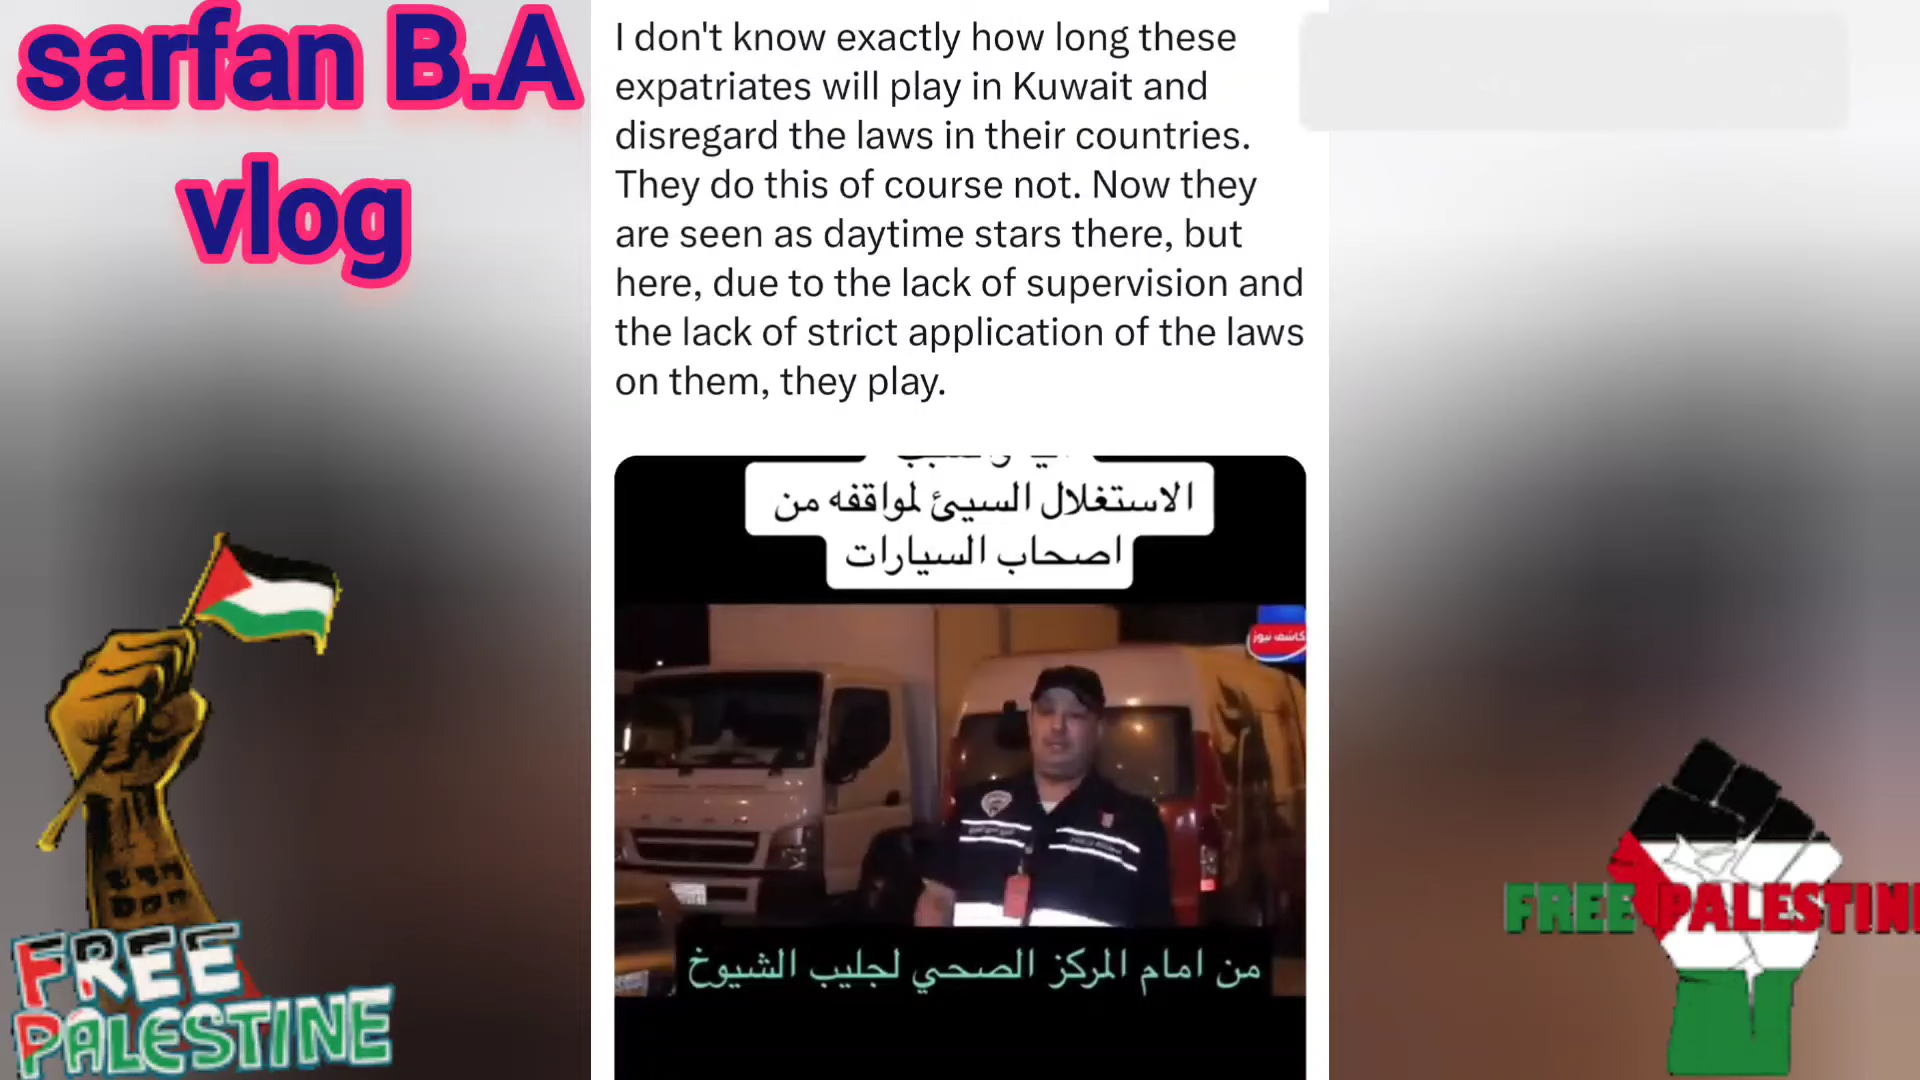 sarfan B.A
vlog
I don't know exactly how long these
expatriates will play in Kuwait and
disregard the laws in their countries.
They do this of course not. Now they
are seen as daytime stars there, but
here, due to the lack of supervision and
the lack of strict application of the laws
on them, they play.
الاستغلال السيئ لمواقفه من
اصحاب السيارات
كاشف نيوز
من امام المركز الصحي لجليب الشيوخ
FREE
PALESTINE
FREE PALESTIN